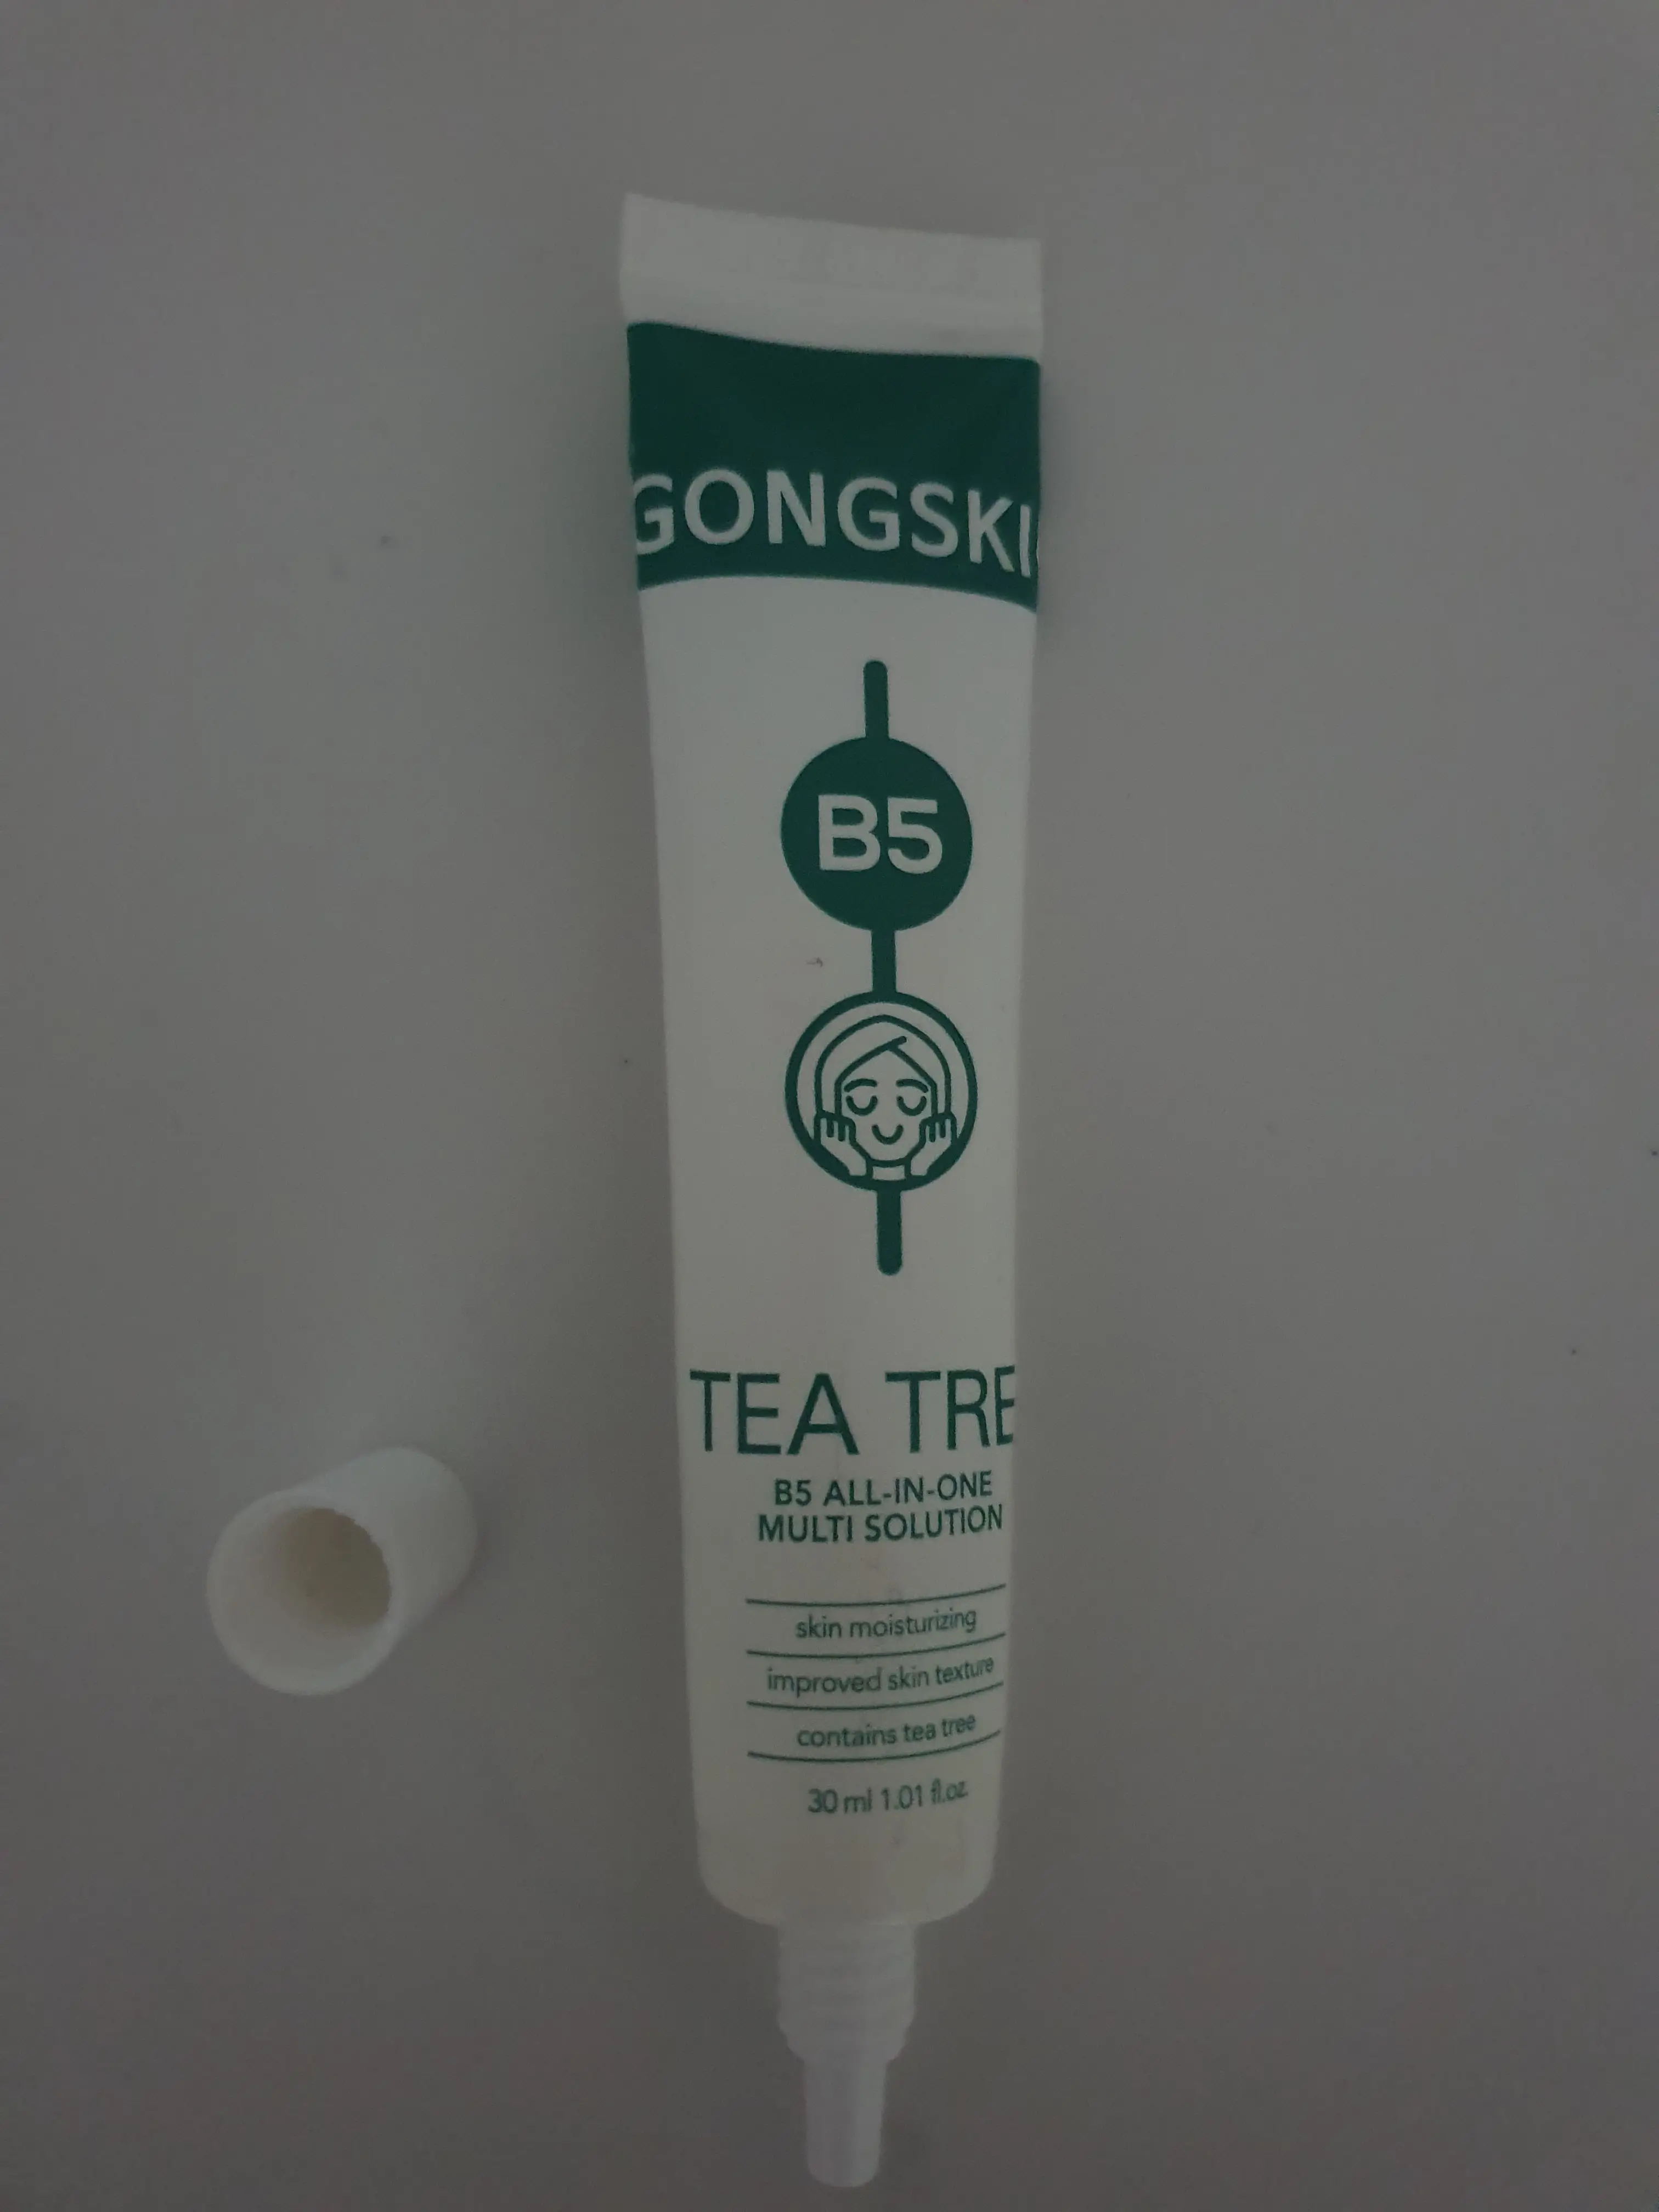 GONGSKI
B5
TEA TRE
B5 ALL-IN-ONE
MULTI SOLUTION
skin moisturizing
improved skin texture
contains tea tree
30 ml 1.01 fl.oz.